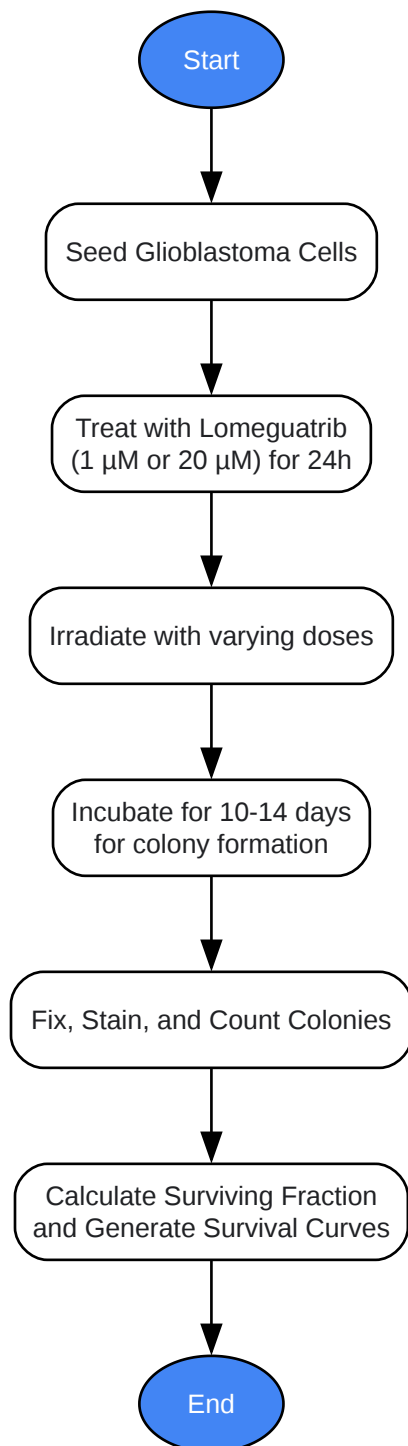 Start
Seed Glioblastoma Cells
Treat with Lomeguatrib
(1 µM or 20 µM) for 24h
Irradiate with varying doses
Incubate for 10-14 days
for colony formation
Fix, Stain, and Count Colonies
Calculate Surviving Fraction
and Generate Survival Curves
End